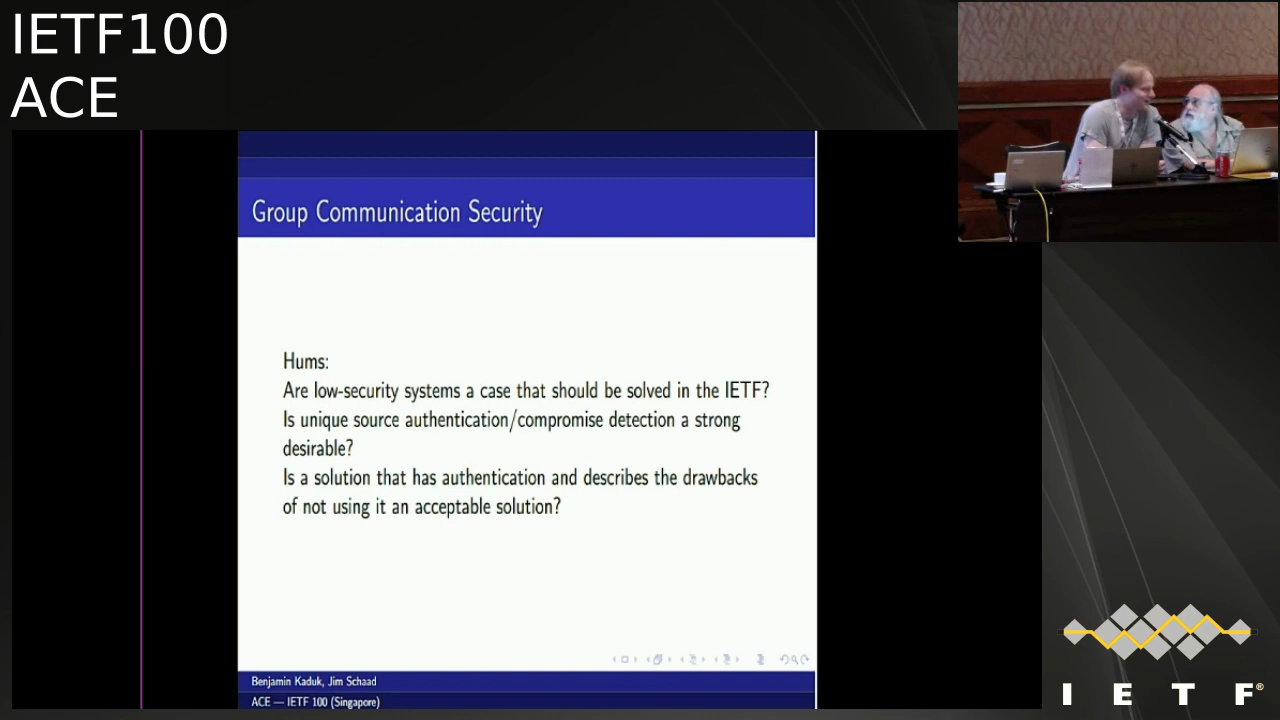 IETF100
ACE
Group Communication Security
Hums:
Are low-security systems a case that should be solved in the IETF?
Is unique source authentication/compromise detection a strong
desirable?
Is a solution that has authentication and describes the drawbacks
of not using it an acceptable solution?
Benjamin Kaduk, Jim Schaad
ACE — IETF 100 (Singapore)
I E T F®